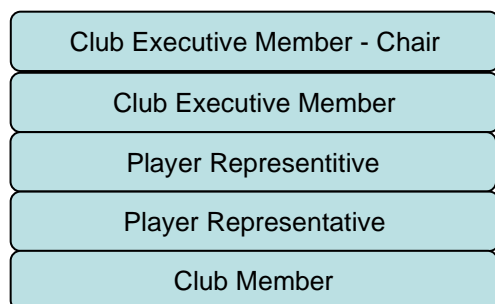 Club Executive Member - Chair
Club Executive Member
Player Representitive
Player Representative
Club Member